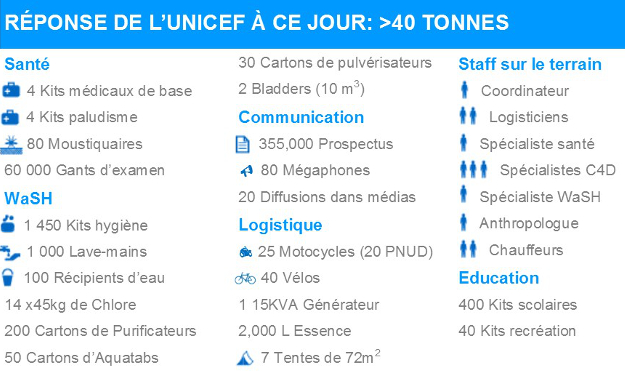 RÉPONSE DE L'UNICEF À CE JOUR: >40 TONNES
Santé
4 Kits médicaux de base
4 Kits paludisme
80 Moustiquaires
60 000 Gants d'examen
WaSH
1 450 Kits hygiène
1 000 Lave-mains
100 Récipients d'eau
14 x45kg de Chlore
200 Cartons de Purificateurs
50 Cartons d'Aquatabs
30 Cartons de pulvérisateurs
2 Bladders (10 m³)
Communication
355,000 Prospectus
80 Mégaphones
20 Diffusions dans médias
Logistique
25 Motocycles (20 PNUD)
40 Vélos
1 15KVA Générateur
2,000 L Essence
7 Tentes de 72m²
Staff sur le terrain
Coordinateur
Logisticiens
Spécialiste santé
Spécialistes C4D
Spécialiste WaSH
Anthropologue
Chauffeurs
Education
400 Kits scolaires
40 Kits recréation